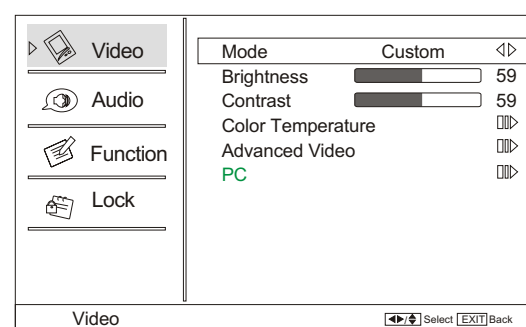 Video
Audio
Function
Lock
Mode Custom
Brightness 59
Contrast 59
Color Temperature
Advanced Video
PC
Video
Select EXIT Back